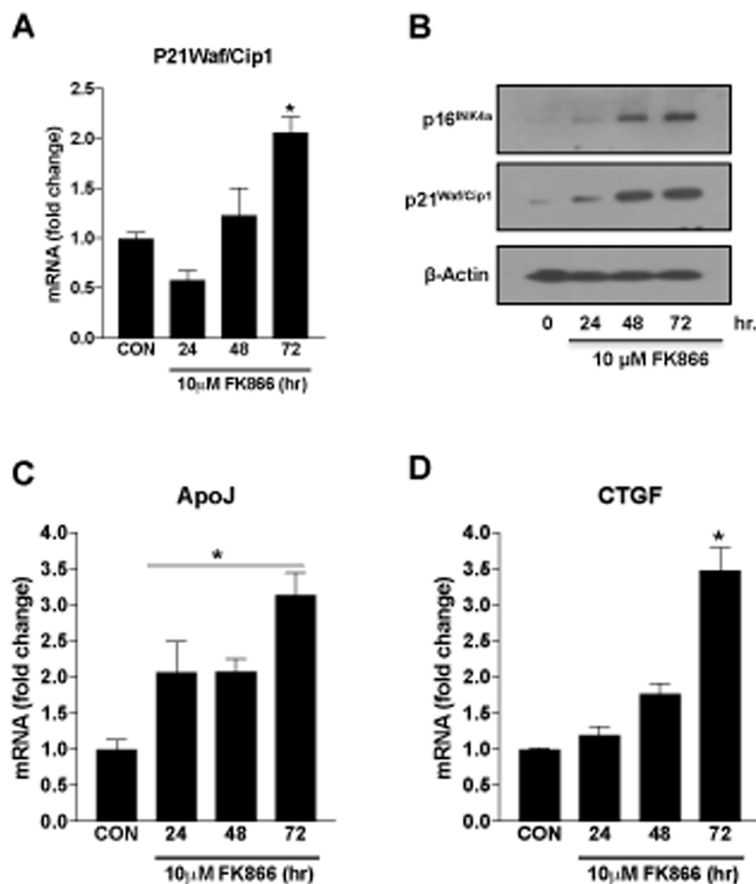 A
P21Waf/Cip1
mRNA (fold change)
2.5
2.0
1.5
1.0
0.5
0.0
*
CON 24 48 72
10µM FK866 (hr)
B
p16INK4a
p21Waf/Cip1
β-Actin
0 24 48 72 hr.
10 µM FK866
C
ApoJ
mRNA (fold change)
4.0
3.5
3.0
2.5
2.0
1.5
1.0
0.5
0.0
*
CON 24 48 72
10µM FK866 (hr)
D
CTGF
mRNA (fold change)
4.0
3.5
3.0
2.5
2.0
1.5
1.0
0.5
0.0
*
CON 24 48 72
10µM FK866 (hr)